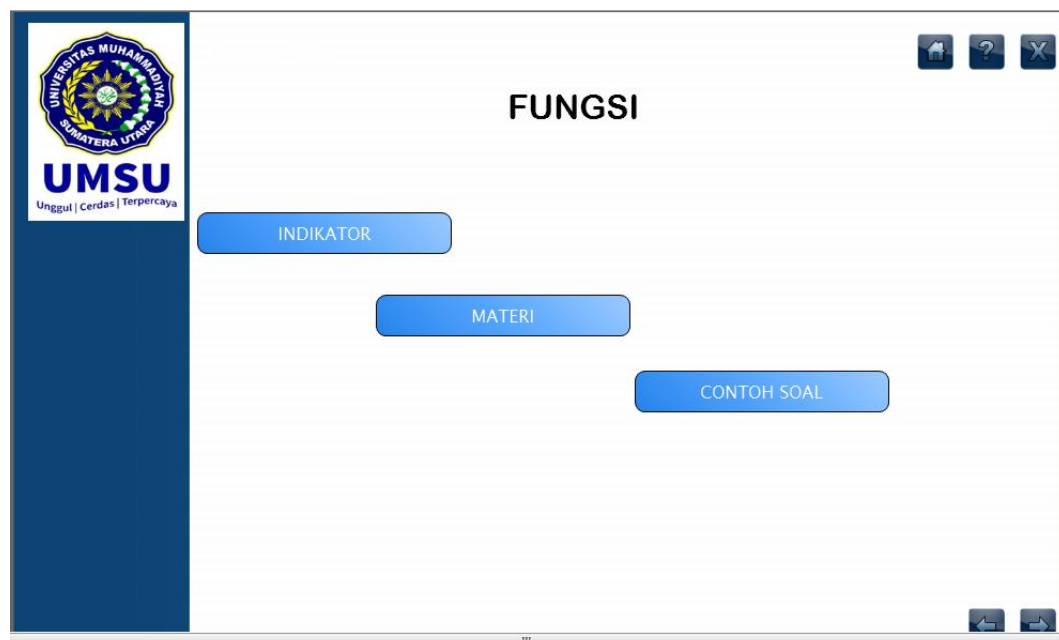 UNIVERSITAS MUHAMMADIYAH
SUMATERA UTARA
UMSU
Unggul | Cerdas | Terpercaya
?
X
FUNGSI
INDIKATOR
MATERI
CONTOH SOAL